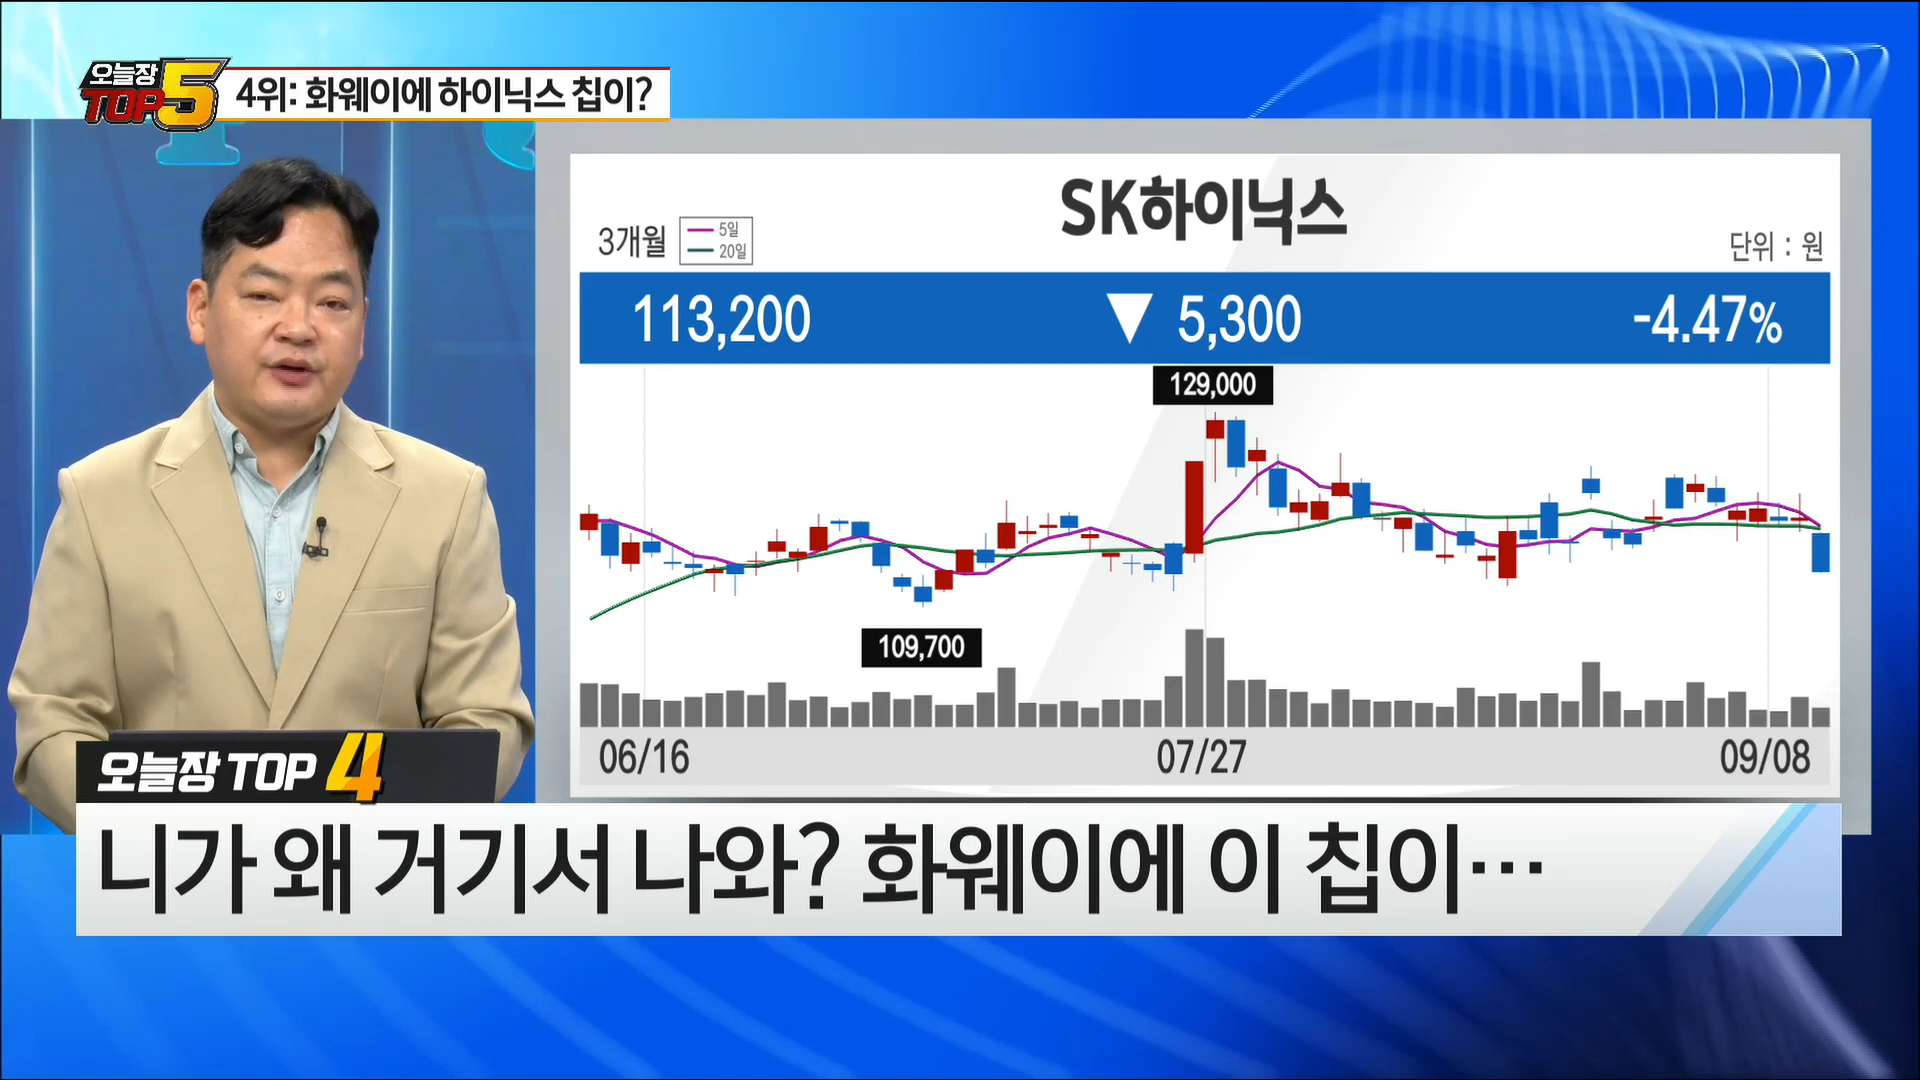 오늘장
TOP5
4위: 화웨이에 하이닉스 칩이?
SK하이닉스
3개월
5일
20일
단위 : 원
113,200 ▼ 5,300 -4.47%
129,000
109,700
06/16 07/27 09/08
오늘장 TOP 4
니가 왜 거기서 나와? 화웨이에 이 칩이…